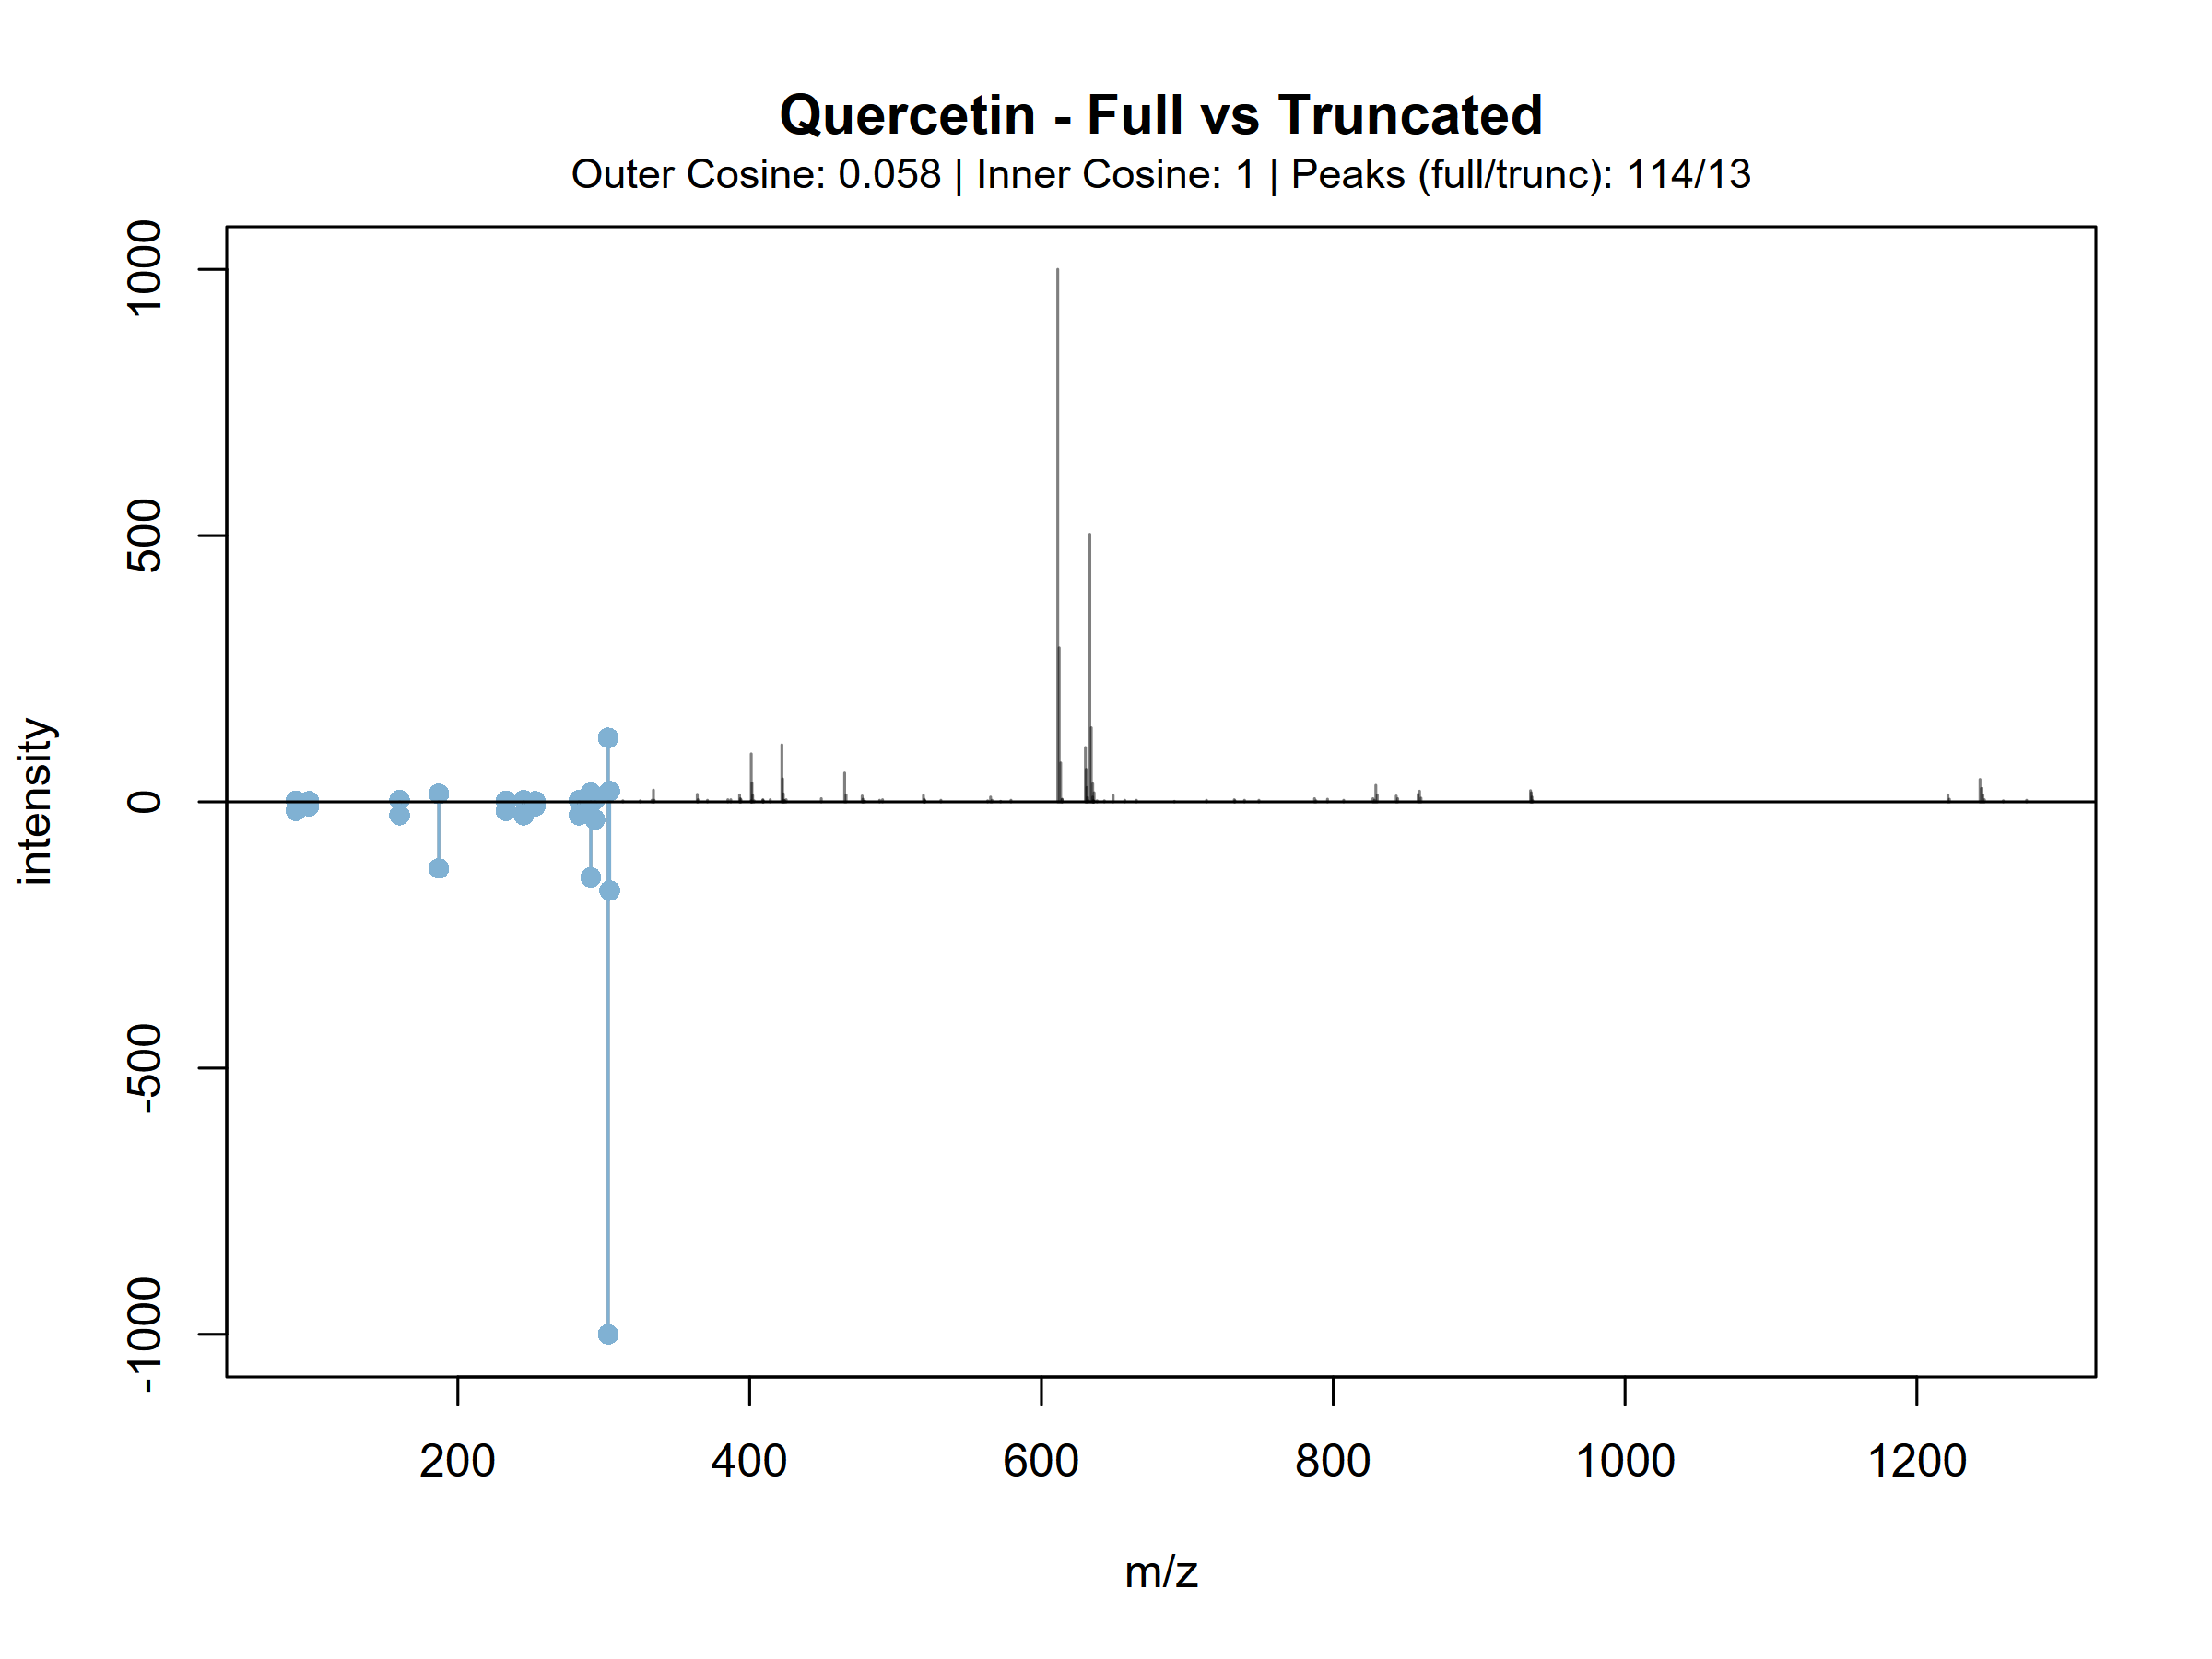 Quercetin - Full vs Truncated
Outer Cosine: 0.058 | Inner Cosine: 1 | Peaks (full/trunc): 114/13
1000
500
0
-500
-1000
intensity
200 400 600 800 1000 1200
m/z